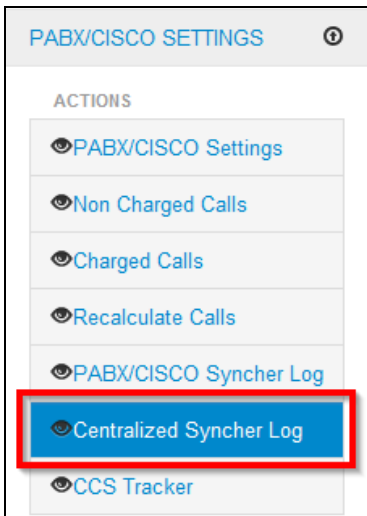 PABX/CISCO SETTINGS
ACTIONS
PABX/CISCO Settings
Non Charged Calls
Charged Calls
Recalculate Calls
PABX/CISCO Syncher Log
Centralized Syncher Log
CCS Tracker